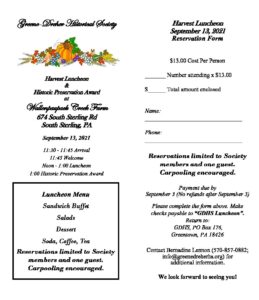 Greene-Dreher Historical Society
Harvest Luncheon
&
Historic Preservation Award
at
Wallenpaupack Creek Farm
674 South Sterling Rd
South Sterling, PA
September 13, 2021
11:30 - 11:45 Arrival
11:45 Welcome
Noon - 1:00 Luncheon
1:00 Historic Preservation Award
Luncheon Menu
Sandwich Buffet
Salads
Dessert
Soda, Coffee, Tea
Reservations limited to Society
members and one guest.
Carpooling encouraged.
Harvest Luncheon
September 13, 2021
Reservation Form
$13.00 Cost Per Person
______ Number attending x $13.00
$______ Total amount enclosed
Name:
Phone:
Reservations limited to Society
members and one guest.
Carpooling encouraged.
Payment due by
September 3 (No refunds after September 3)
Please complete the form above. Make
checks payable to "GDHS Luncheon".
Return to:
GDHS, PO Box 176,
Greentown, PA 18426
Contact Bernadine Lennon (570-857-0882;
info@greenedreherhs.org) for
additional information.
We look forward to seeing you!